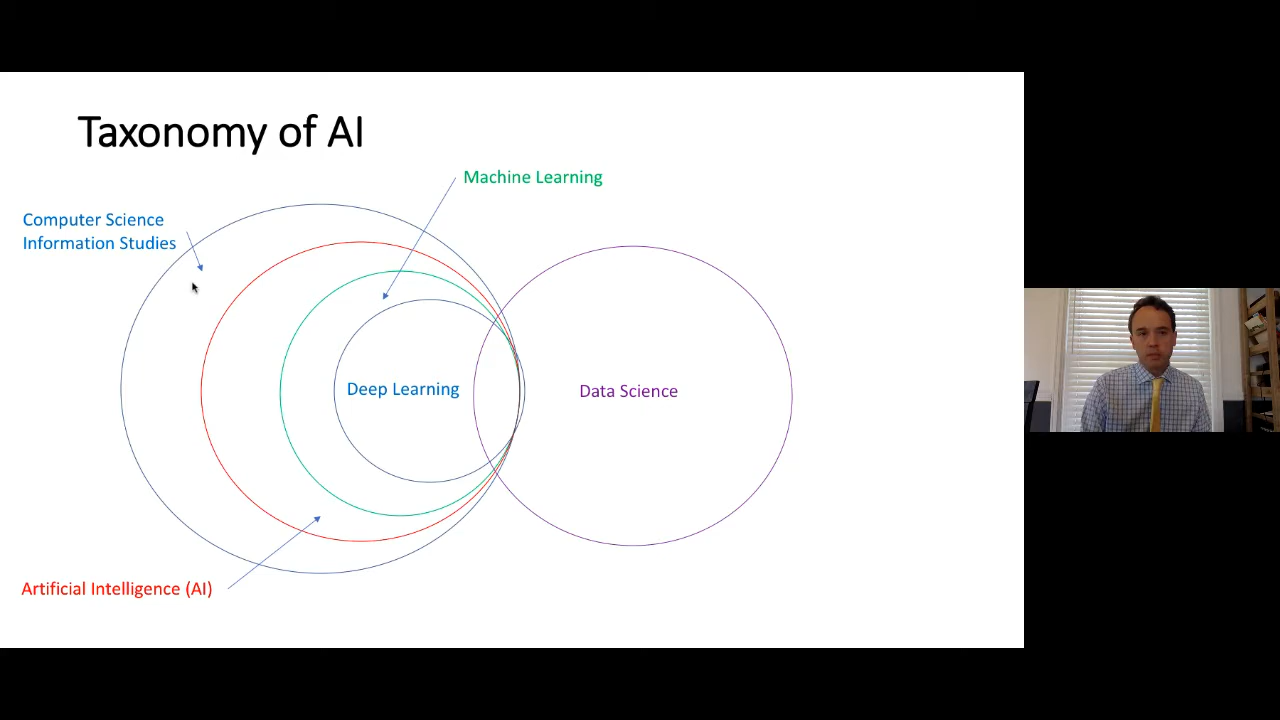 Taxonomy of AI
Machine Learning
Computer Science
Information Studies
Deep Learning
Data Science
Artificial Intelligence (AI)